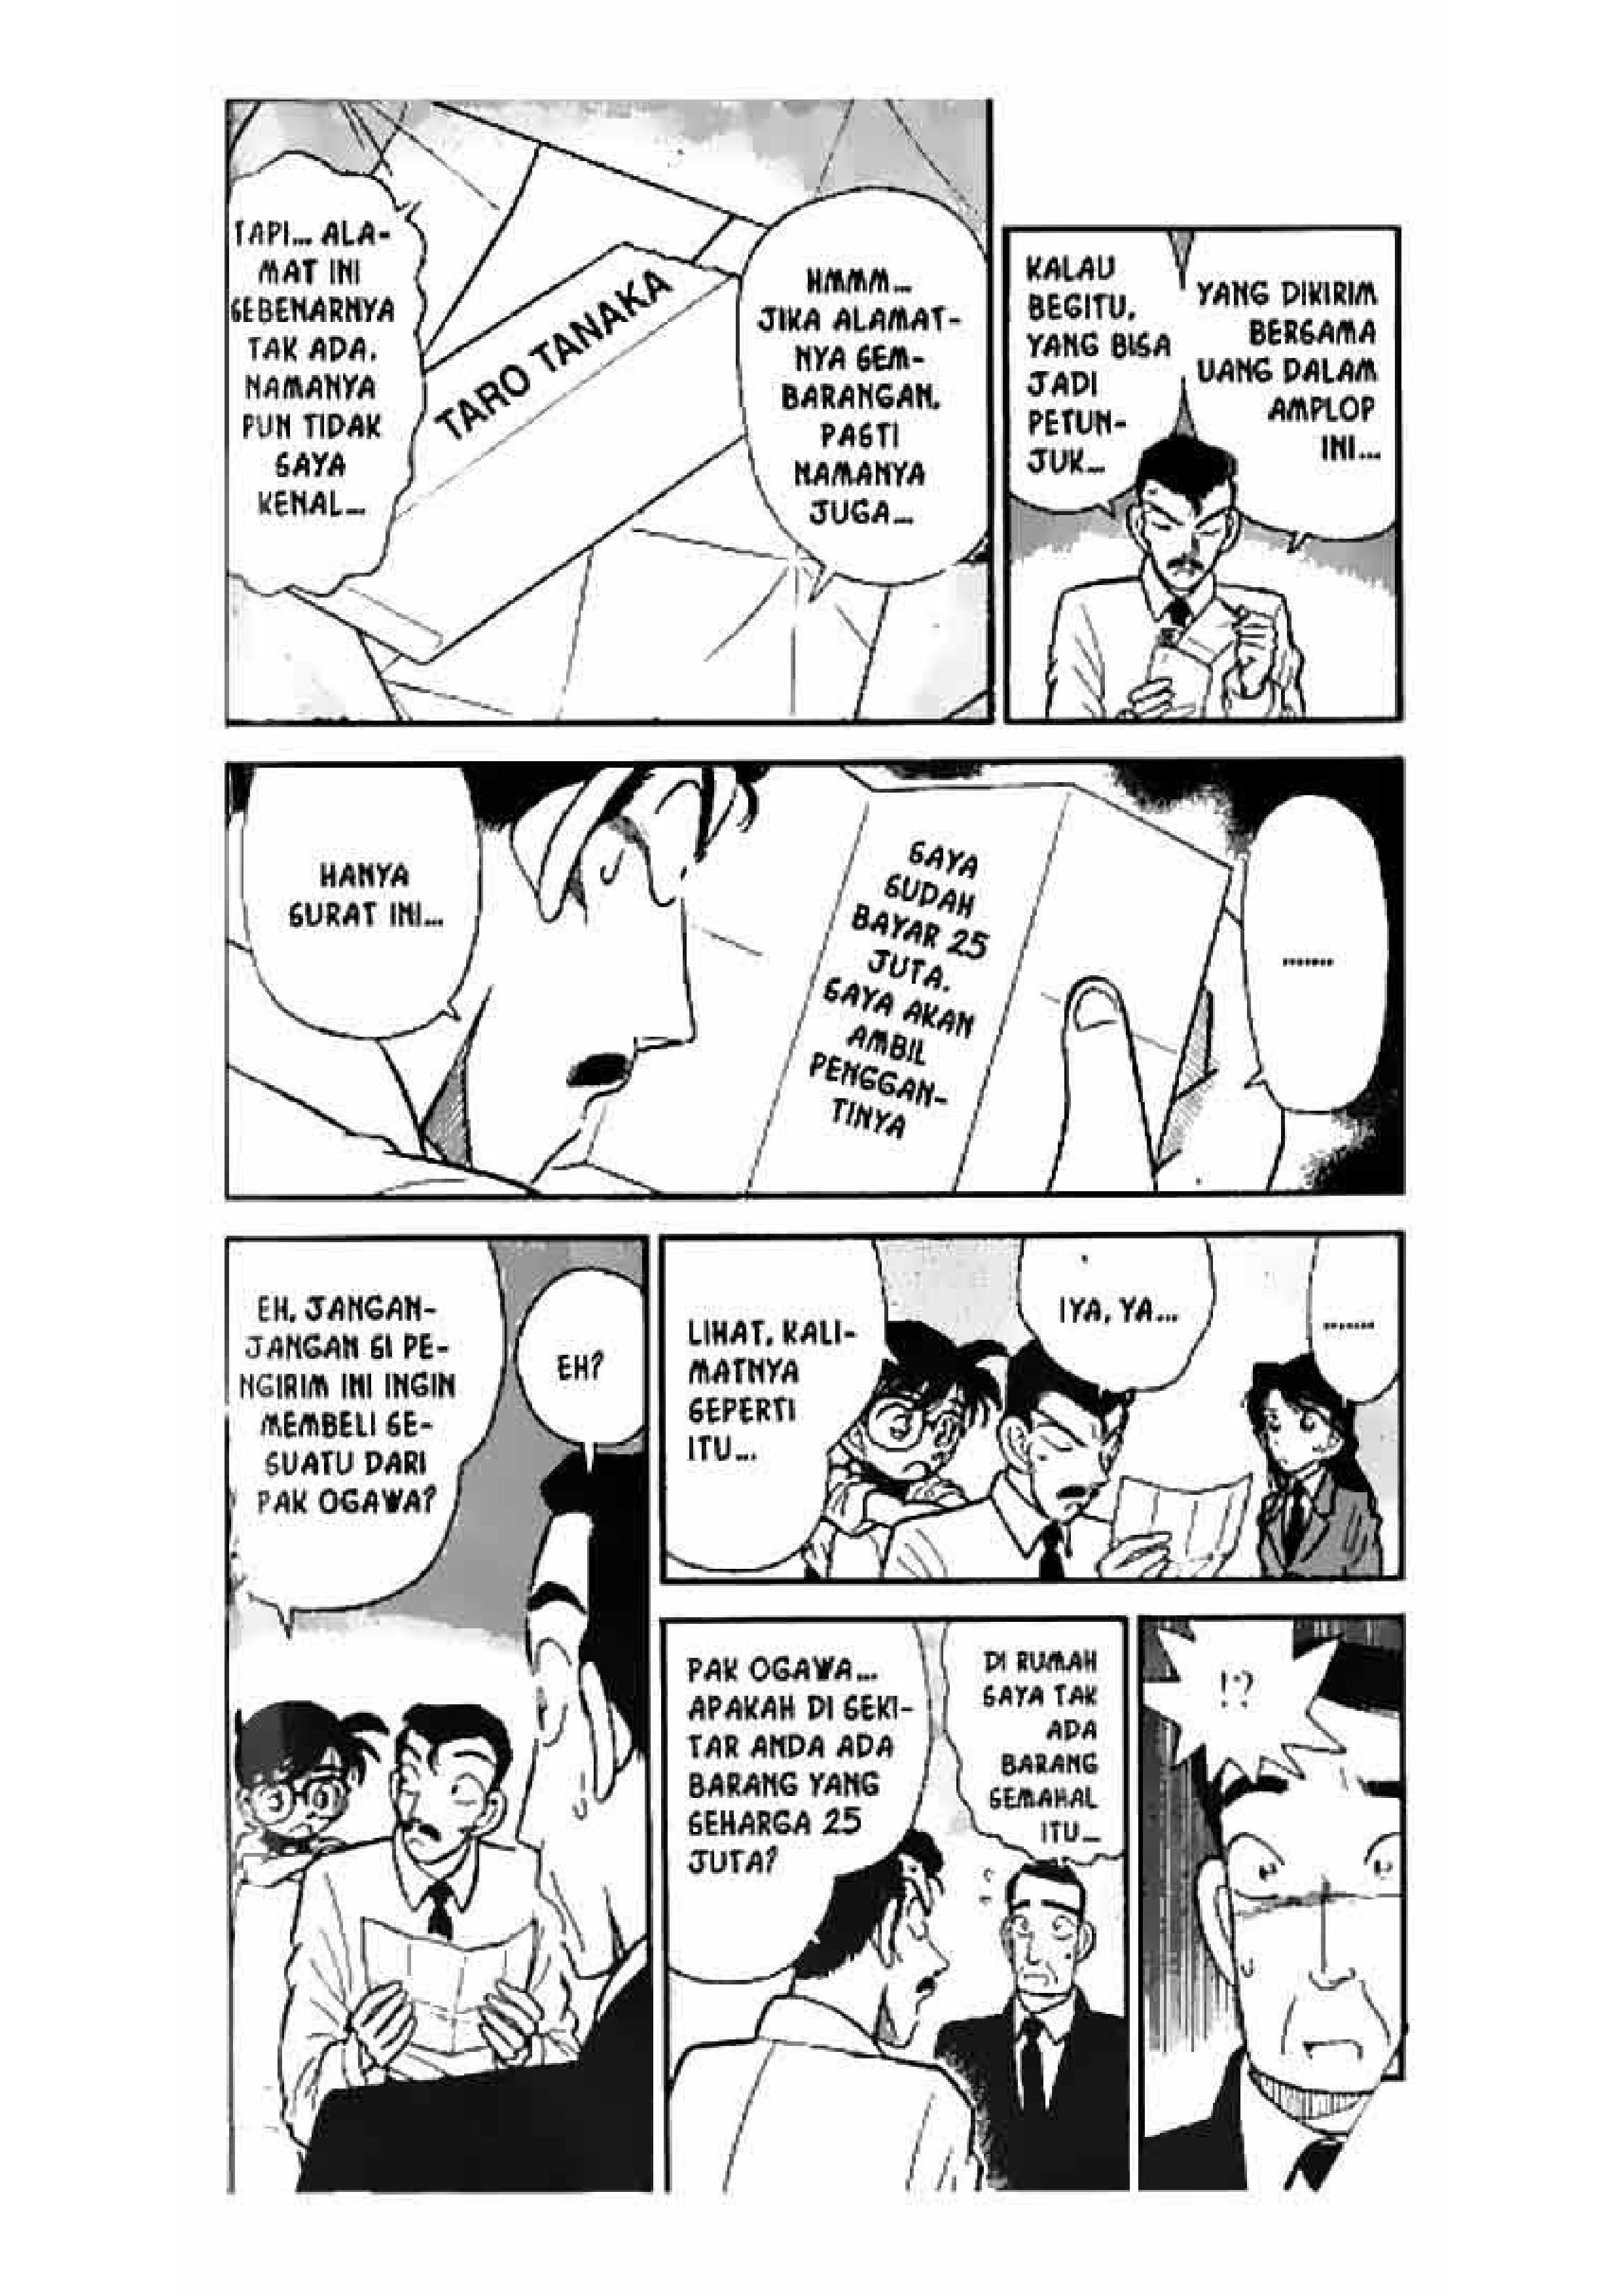 TAPI... ALA-
MAT INI
SEBENARNYA
TAK ADA.
NAMANYA
PUN TIDAK
SAYA
KENAL...
TARO TANAKA
HMMM...
JIKA ALAMAT-
NYA SEM-
BARANGAN,
PASTI
NAMANYA
JUGA...
KALAU
BEGITU,
YANG BISA
JADI
PETUN-
JUK...
YANG DIKIRIM
BERSAMA
UANG DALAM
AMPLOP
INI...
HANYA
SURAT INI...
SAYA
SUDAH
BAYAR 25
JUTA.
SAYA AKAN
AMBIL
PENGGAN-
TINYA
.......
EH, JANGAN-
JANGAN SI PE-
NGIRIM INI INGIN
MEMBELI SE-
SUATU DARI
PAK OGAWA?
EH?
LIHAT, KALI-
MATNYA
SEPERTI
ITU...
IYA, YA...
.......
PAK OGAWA...
APAKAH DI SEKI-
TAR ANDA ADA
BARANG YANG
SEHARGA 25
JUTA?
DI RUMAH
SAYA TAK
ADA
BARANG
SEMAHAL
ITU...
!?